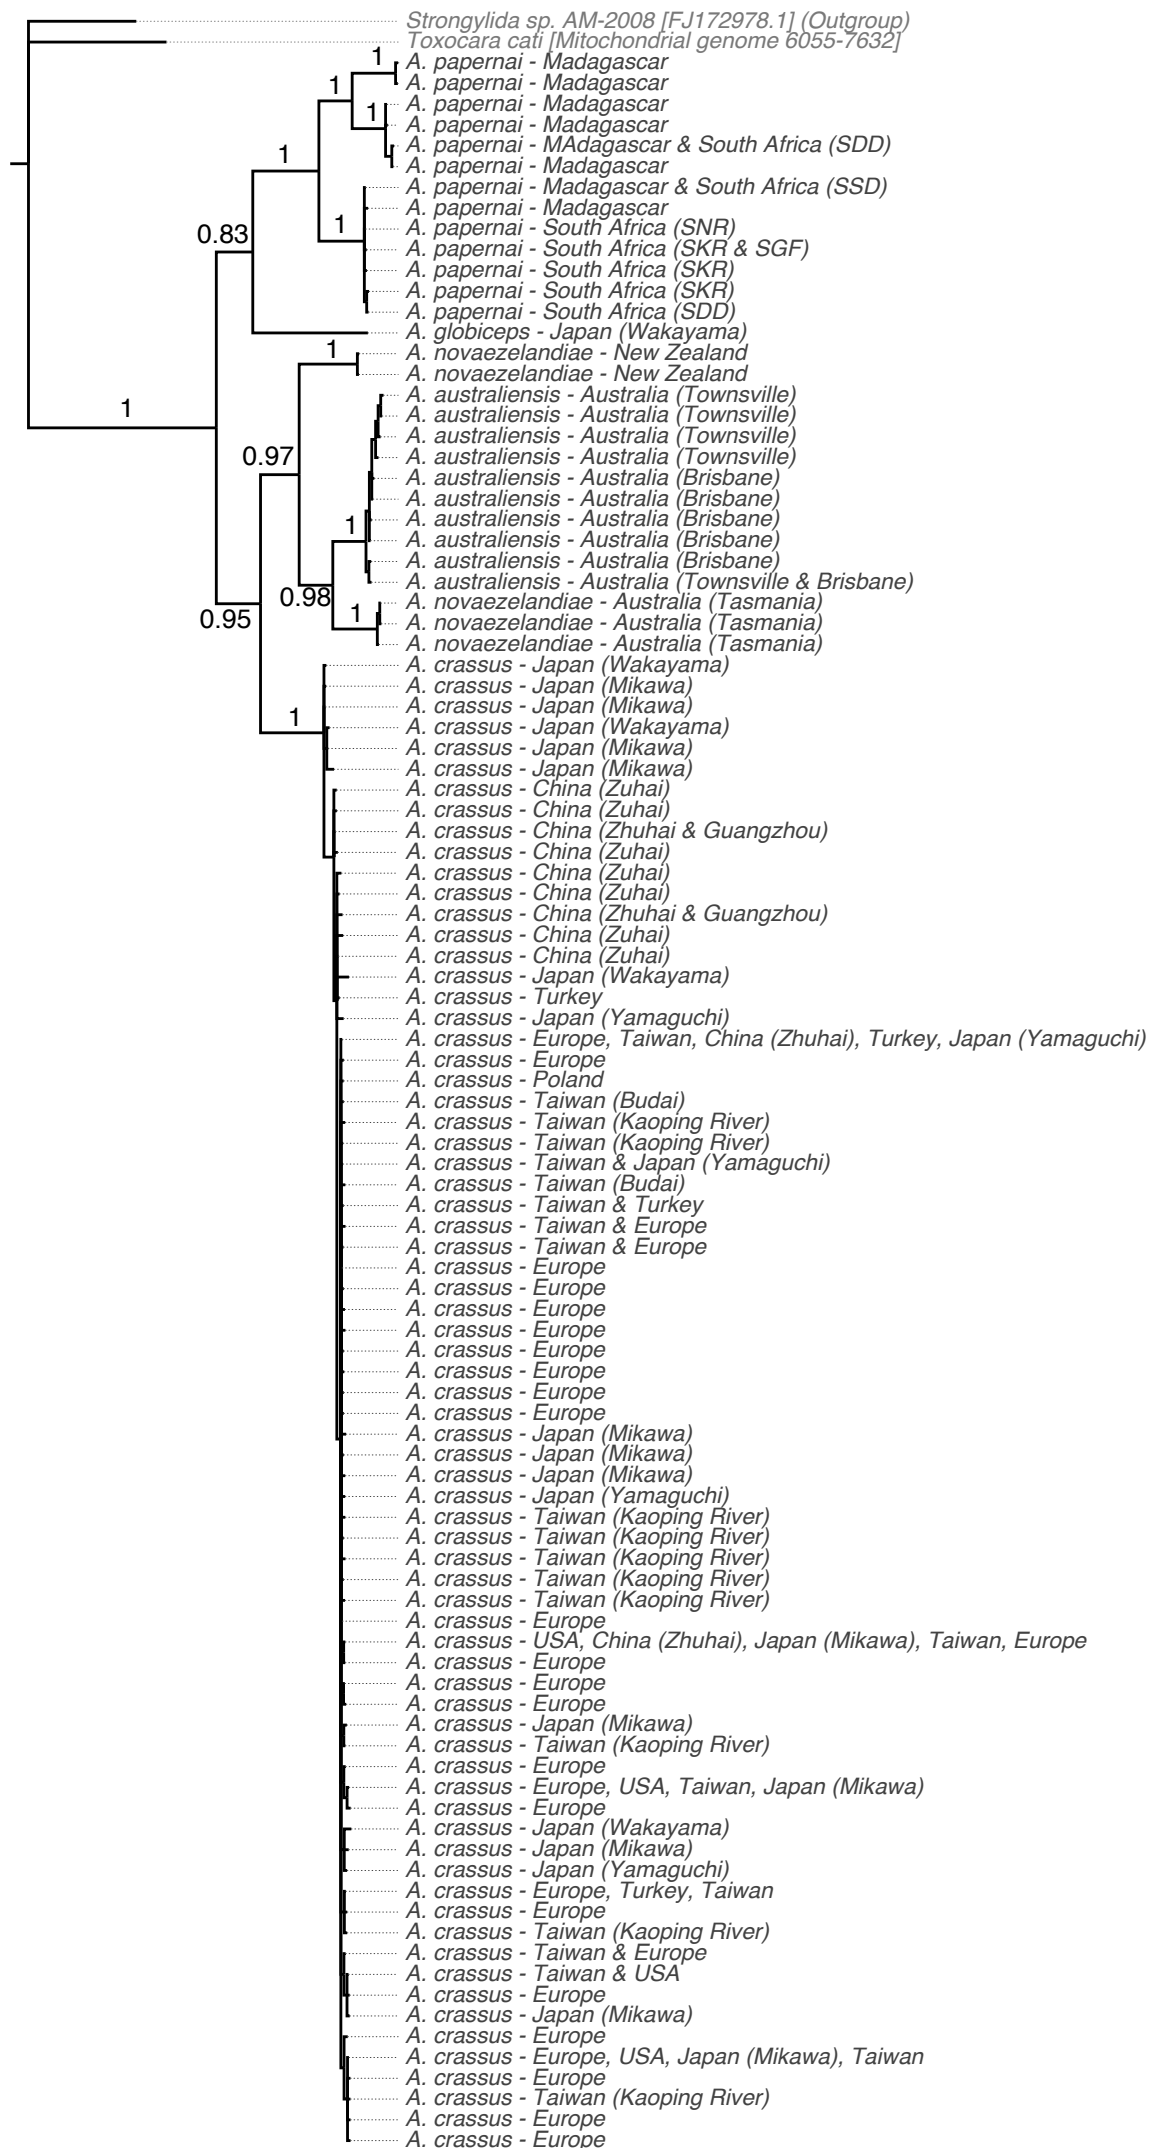 Strongylida sp. AM-2008 [FJ172978.1] (Outgroup)
Toxocara cati [Mitochondrial genome 6055-7632]
1
A. papernai - Madagascar
A. papernai - Madagascar
1
A. papernai - Madagascar
1
A. papernai - Madagascar
A. papernai - MAdagascar & South Africa (SDD)
1
A. papernai - Madagascar
A. papernai - Madagascar & South Africa (SSD)
A. papernai - Madagascar
1
A. papernai - South Africa (SNR)
0.83
A. papernai - South Africa (SKR & SGF)
A. papernai - South Africa (SKR)
A. papernai - South Africa (SKR)
A. papernai - South Africa (SDD)
A. globiceps - Japan (Wakayama)
1
A. novaezelandiae - New Zealand
A. novaezelandiae - New Zealand
A. australiensis - Australia (Townsville)
1
A. australiensis - Australia (Townsville)
A. australiensis - Australia (Townsville)
0.97
A. australiensis - Australia (Townsville)
A. australiensis - Australia (Brisbane)
A. australiensis - Australia (Brisbane)
1
A. australiensis - Australia (Brisbane)
A. australiensis - Australia (Brisbane)
A. australiensis - Australia (Brisbane)
A. australiensis - Australia (Townsville & Brisbane)
0.98
A. novaezelandiae - Australia (Tasmania)
0.95
1
A. novaezelandiae - Australia (Tasmania)
A. novaezelandiae - Australia (Tasmania)
A. crassus - Japan (Wakayama)
A. crassus - Japan (Mikawa)
A. crassus - Japan (Mikawa)
1
A. crassus - Japan (Wakayama)
A. crassus - Japan (Mikawa)
A. crassus - Japan (Mikawa)
A. crassus - China (Zuhai)
A. crassus - China (Zuhai)
A. crassus - China (Zhuhai & Guangzhou)
A. crassus - China (Zuhai)
A. crassus - China (Zuhai)
A. crassus - China (Zuhai)
A. crassus - China (Zhuhai & Guangzhou)
A. crassus - China (Zuhai)
A. crassus - China (Zuhai)
A. crassus - Japan (Wakayama)
A. crassus - Turkey
A. crassus - Japan (Yamaguchi)
A. crassus - Europe, Taiwan, China (Zhuhai), Turkey, Japan (Yamaguchi)
A. crassus - Europe
A. crassus - Poland
A. crassus - Taiwan (Budai)
A. crassus - Taiwan (Kaoping River)
A. crassus - Taiwan (Kaoping River)
A. crassus - Taiwan & Japan (Yamaguchi)
A. crassus - Taiwan (Budai)
A. crassus - Taiwan & Turkey
A. crassus - Taiwan & Europe
A. crassus - Taiwan & Europe
A. crassus - Europe
A. crassus - Europe
A. crassus - Europe
A. crassus - Europe
A. crassus - Europe
A. crassus - Europe
A. crassus - Europe
A. crassus - Europe
A. crassus - Japan (Mikawa)
A. crassus - Japan (Mikawa)
A. crassus - Japan (Mikawa)
A. crassus - Japan (Yamaguchi)
A. crassus - Taiwan (Kaoping River)
A. crassus - Taiwan (Kaoping River)
A. crassus - Taiwan (Kaoping River)
A. crassus - Taiwan (Kaoping River)
A. crassus - Taiwan (Kaoping River)
A. crassus - Europe
A. crassus - USA, China (Zhuhai), Japan (Mikawa), Taiwan, Europe
A. crassus - Europe
A. crassus - Europe
A. crassus - Europe
A. crassus - Japan (Mikawa)
A. crassus - Taiwan (Kaoping River)
A. crassus - Europe
A. crassus - Europe, USA, Taiwan, Japan (Mikawa)
A. crassus - Europe
A. crassus - Japan (Wakayama)
A. crassus - Japan (Mikawa)
A. crassus - Japan (Yamaguchi)
A. crassus - Europe, Turkey, Taiwan
A. crassus - Europe
A. crassus - Taiwan (Kaoping River)
A. crassus - Taiwan & Europe
A. crassus - Taiwan & USA
A. crassus - Europe
A. crassus - Japan (Mikawa)
A. crassus - Europe
A. crassus - Europe, USA, Japan (Mikawa), Taiwan
A. crassus - Europe
A. crassus - Taiwan (Kaoping River)
A. crassus - Europe
A. crassus - Europe